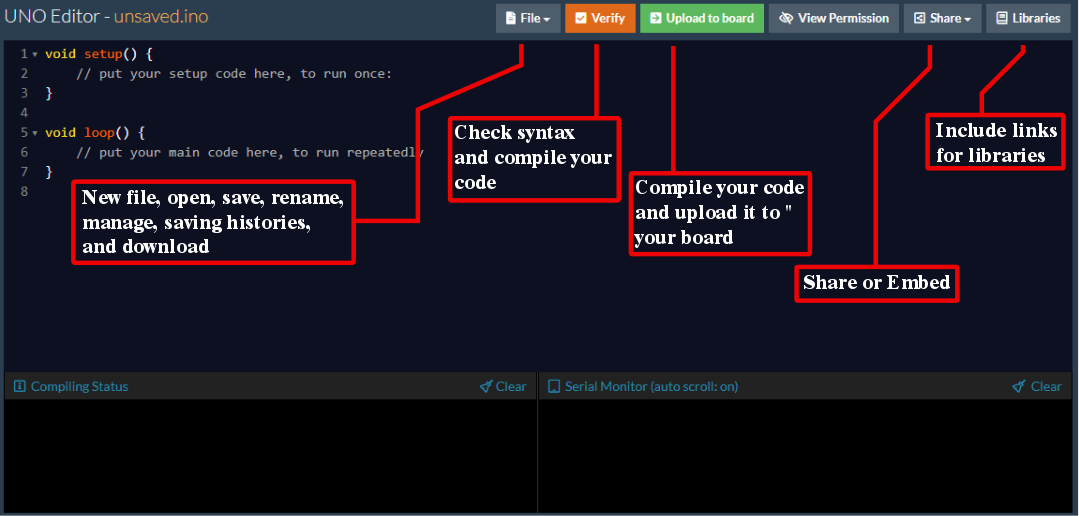 UNO Editor - unsaved.ino
File
Verify
Upload to board
View Permission
Share
Libraries
1 void setup() {
2 // put your setup code here, to run once:
3 }
4
5 void loop() {
6 // put your main code here, to run repeatedly
7 }
8
New file, open, save, rename,
manage, saving histories,
and download
Check syntax
and compile your
code
Compile your code
and upload it to "
your board
Share or Embed
Include links
for libraries
Compiling Status
Clear
Serial Monitor (auto scroll: on)
Clear